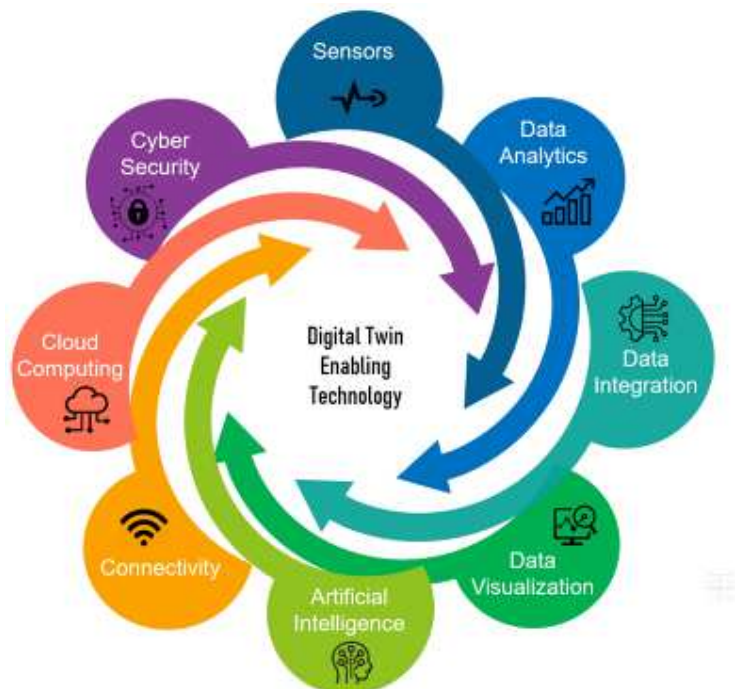 Sensors
Data
Analytics
Data
Integration
Data
Visualization
Artificial
Intelligence
Connectivity
Cloud
Computing
Cyber
Security
Digital Twin
Enabling
Technology